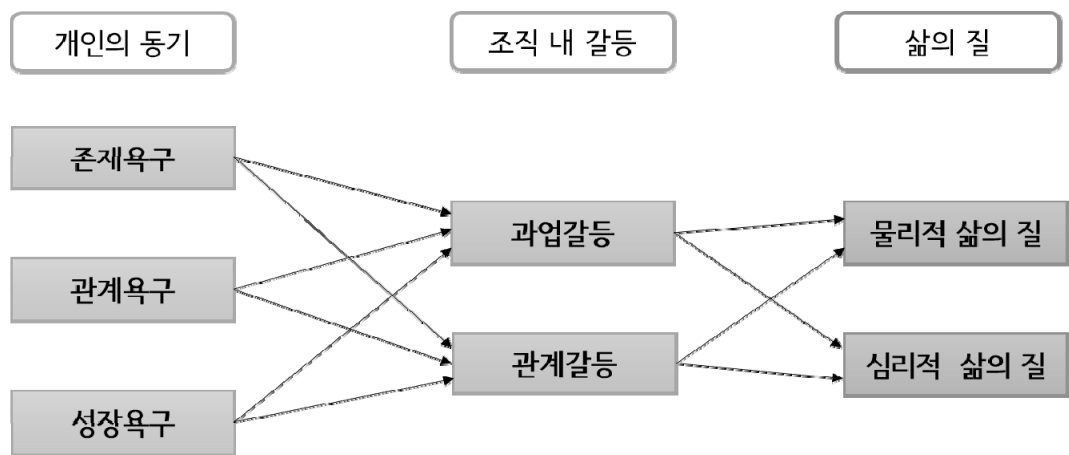 개인의 동기
조직 내 갈등
삶의 질
존재욕구
관계욕구
성장욕구
과업갈등
관계갈등
물리적 삶의 질
심리적 삶의 질